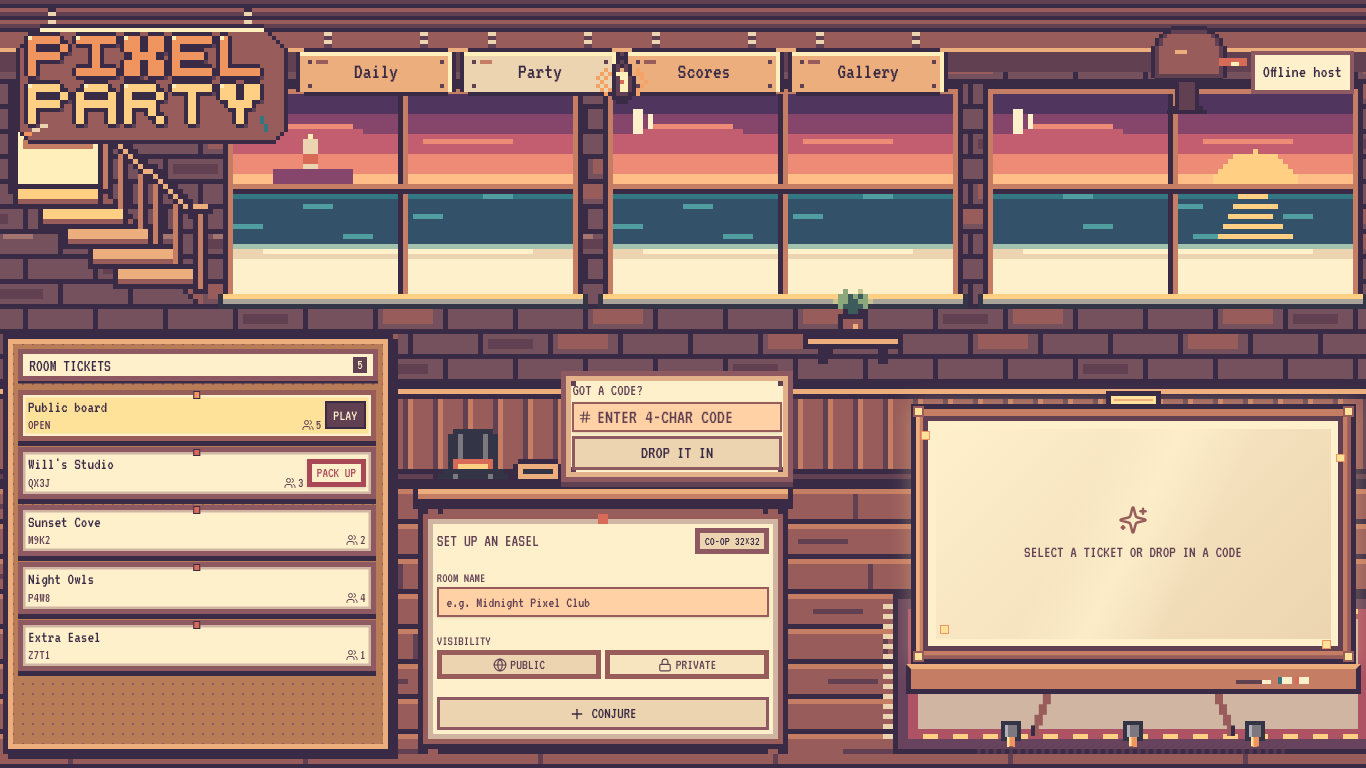 PIXEL
PARTY
Daily
Party
Scores
Gallery
Offline host
ROOM TICKETS
5
Public board
OPEN
5
PLAY
Will's Studio
QX3J
3
PACK UP
Sunset Cove
M9K2
2
Night Owls
P4W8
4
Extra Easel
Z7T1
1
GOT A CODE?
# ENTER 4-CHAR CODE
DROP IT IN
SET UP AN EASEL
CO-OP 32×32
ROOM NAME
e.g. Midnight Pixel Club
VISIBILITY
PUBLIC
PRIVATE
+ CONJURE
SELECT A TICKET OR DROP IN A CODE